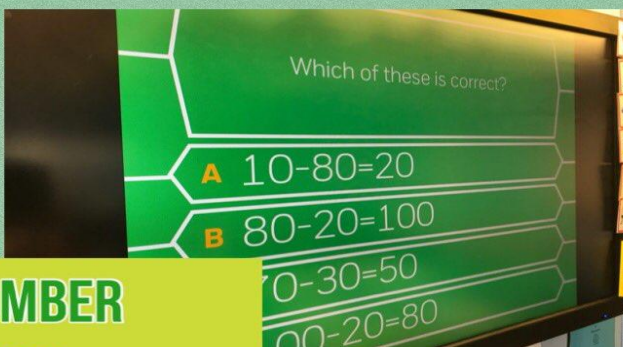 Which of these is correct?
A 10-80=20
B 80-20=100
0-30=50
00-20=80
MBER